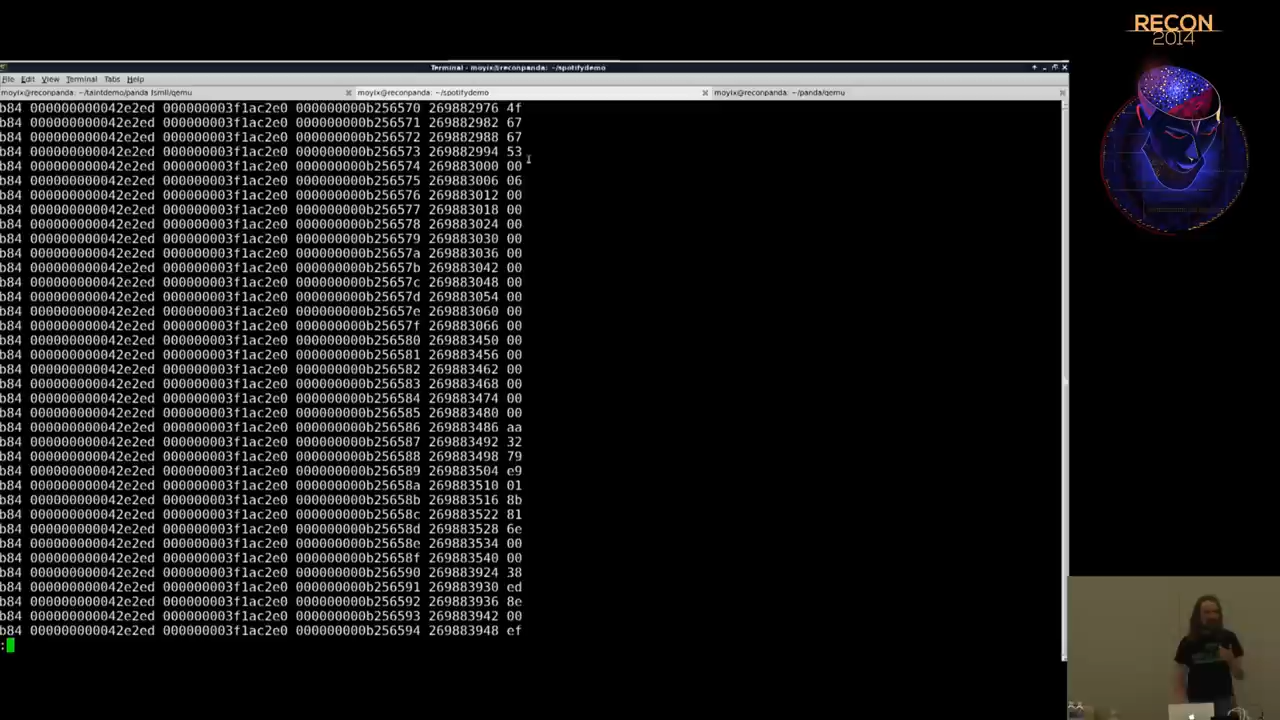 RECON
2014
Terminal - moyix@reconpanda: ~/spotifydemo
File Edit View Terminal Tabs Help
moyix@reconpanda: ~/taintdemo/panda_lsmll/qemu
moyix@reconpanda: ~/spotifydemo
moyix@reconpanda: ~/panda/qemu
b84 000000000042e2ed 000000003f1ac2e0 000000000b256570 269882976 4f
b84 000000000042e2ed 000000003f1ac2e0 000000000b256571 269882982 67
b84 000000000042e2ed 000000003f1ac2e0 000000000b256572 269882988 67
b84 000000000042e2ed 000000003f1ac2e0 000000000b256573 269882994 53
b84 000000000042e2ed 000000003f1ac2e0 000000000b256574 269883000 00
b84 000000000042e2ed 000000003f1ac2e0 000000000b256575 269883006 06
b84 000000000042e2ed 000000003f1ac2e0 000000000b256576 269883012 00
b84 000000000042e2ed 000000003f1ac2e0 000000000b256577 269883018 00
b84 000000000042e2ed 000000003f1ac2e0 000000000b256578 269883024 00
b84 000000000042e2ed 000000003f1ac2e0 000000000b256579 269883030 00
b84 000000000042e2ed 000000003f1ac2e0 000000000b25657a 269883036 00
b84 000000000042e2ed 000000003f1ac2e0 000000000b25657b 269883042 00
b84 000000000042e2ed 000000003f1ac2e0 000000000b25657c 269883048 00
b84 000000000042e2ed 000000003f1ac2e0 000000000b25657d 269883054 00
b84 000000000042e2ed 000000003f1ac2e0 000000000b25657e 269883060 00
b84 000000000042e2ed 000000003f1ac2e0 000000000b25657f 269883066 00
b84 000000000042e2ed 000000003f1ac2e0 000000000b256580 269883450 00
b84 000000000042e2ed 000000003f1ac2e0 000000000b256581 269883456 00
b84 000000000042e2ed 000000003f1ac2e0 000000000b256582 269883462 00
b84 000000000042e2ed 000000003f1ac2e0 000000000b256583 269883468 00
b84 000000000042e2ed 000000003f1ac2e0 000000000b256584 269883474 00
b84 000000000042e2ed 000000003f1ac2e0 000000000b256585 269883480 00
b84 000000000042e2ed 000000003f1ac2e0 000000000b256586 269883486 aa
b84 000000000042e2ed 000000003f1ac2e0 000000000b256587 269883492 32
b84 000000000042e2ed 000000003f1ac2e0 000000000b256588 269883498 79
b84 000000000042e2ed 000000003f1ac2e0 000000000b256589 269883504 e9
b84 000000000042e2ed 000000003f1ac2e0 000000000b25658a 269883510 01
b84 000000000042e2ed 000000003f1ac2e0 000000000b25658b 269883516 8b
b84 000000000042e2ed 000000003f1ac2e0 000000000b25658c 269883522 81
b84 000000000042e2ed 000000003f1ac2e0 000000000b25658d 269883528 6e
b84 000000000042e2ed 000000003f1ac2e0 000000000b25658e 269883534 00
b84 000000000042e2ed 000000003f1ac2e0 000000000b25658f 269883540 00
b84 000000000042e2ed 000000003f1ac2e0 000000000b256590 269883924 38
b84 000000000042e2ed 000000003f1ac2e0 000000000b256591 269883930 ed
b84 000000000042e2ed 000000003f1ac2e0 000000000b256592 269883936 8e
b84 000000000042e2ed 000000003f1ac2e0 000000000b256593 269883942 00
b84 000000000042e2ed 000000003f1ac2e0 000000000b256594 269883948 ef
: